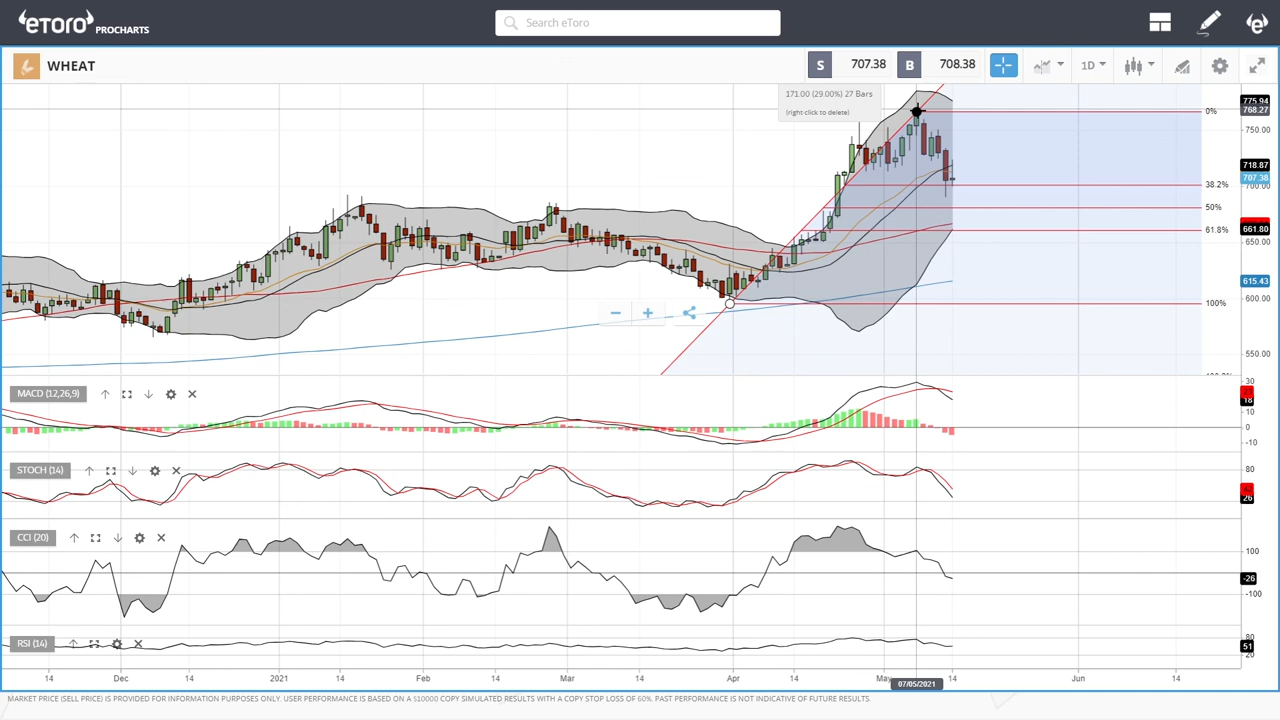 eToro PROCHARTS
Search eToro
WHEAT
S 707.38 B 708.38 1D
171.00 (29.00%) 27 Bars
(right-click to delete)
0%
38.2%
50%
61.8%
100%
775.94
768.27
750.00
718.87
707.38
700.00
661.80
650.00
615.43
600.00
550.00
MACD (12,26,9)
30
18
10
0
-10
STOCH (14)
80
26
CCI (20)
100
-26
-100
RSI (14)
80
51
20
14 Dec 14 2021 14 Feb 14 Mar 14 Apr 14 May 14 Jun 14
07/05/2021
MARKET PRICE (SELL PRICE) IS PROVIDED FOR INFORMATION PURPOSES ONLY. USER PERFORMANCE IS BASED ON A $10000 COPY SIMULATED RESULTS WITH A COPY STOP LOSS OF 60%. PAST PERFORMANCE IS NOT INDICATIVE OF FUTURE RESULTS.